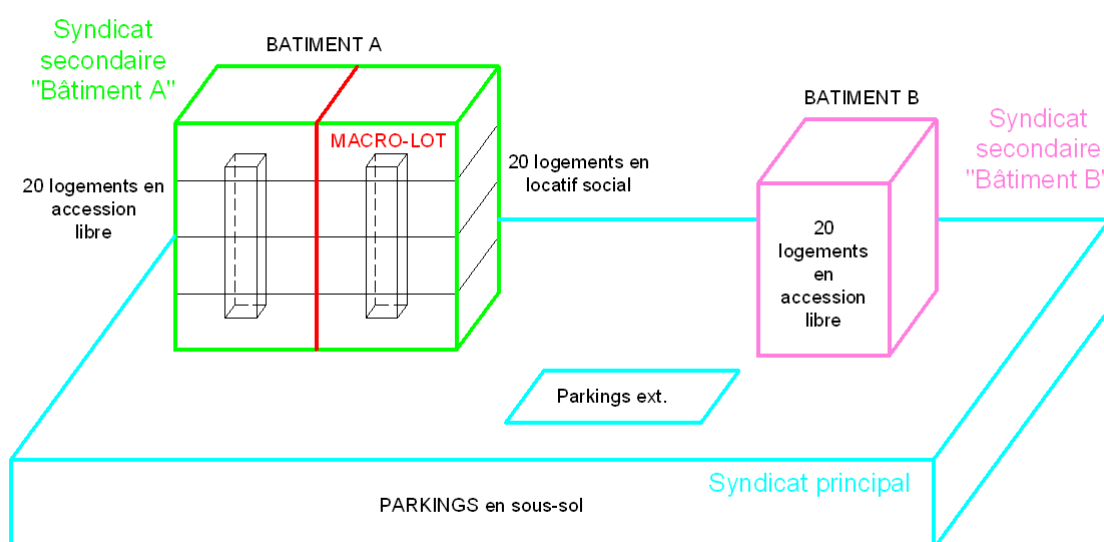 Syndicat
secondaire
"Bâtiment A"
BATIMENT A
MACRO-LOT
20 logements en
accession
libre
20 logements en
locatif social
BATIMENT B
Syndicat
secondaire
"Bâtiment B"
20
logements
en
accession
libre
Parkings ext.
Syndicat principal
PARKINGS en sous-sol